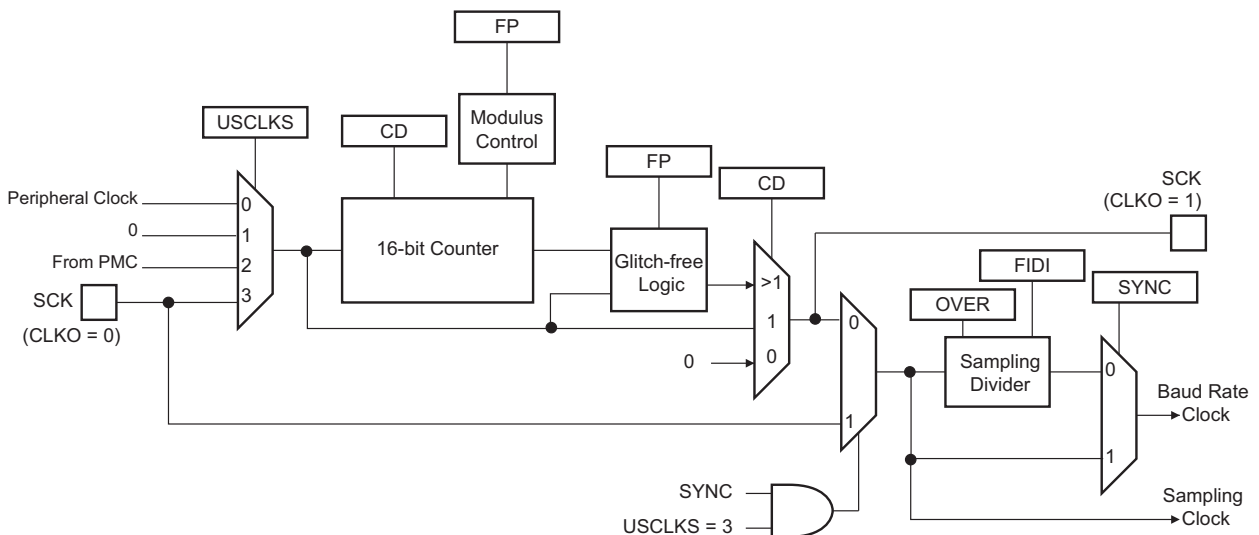 FP
USCLKS
CD
Modulus
Control
FP
CD
SCK
(CLKO = 1)
Peripheral Clock
0
From PMC
SCK
(CLKO = 0)
0
1
2
3
16-bit Counter
Glitch-free
Logic
>1
1
0
0
0
1
FIDI
OVER
SYNC
Sampling
Divider
0
1
Baud Rate
Clock
SYNC
USCLKS = 3
Sampling
Clock